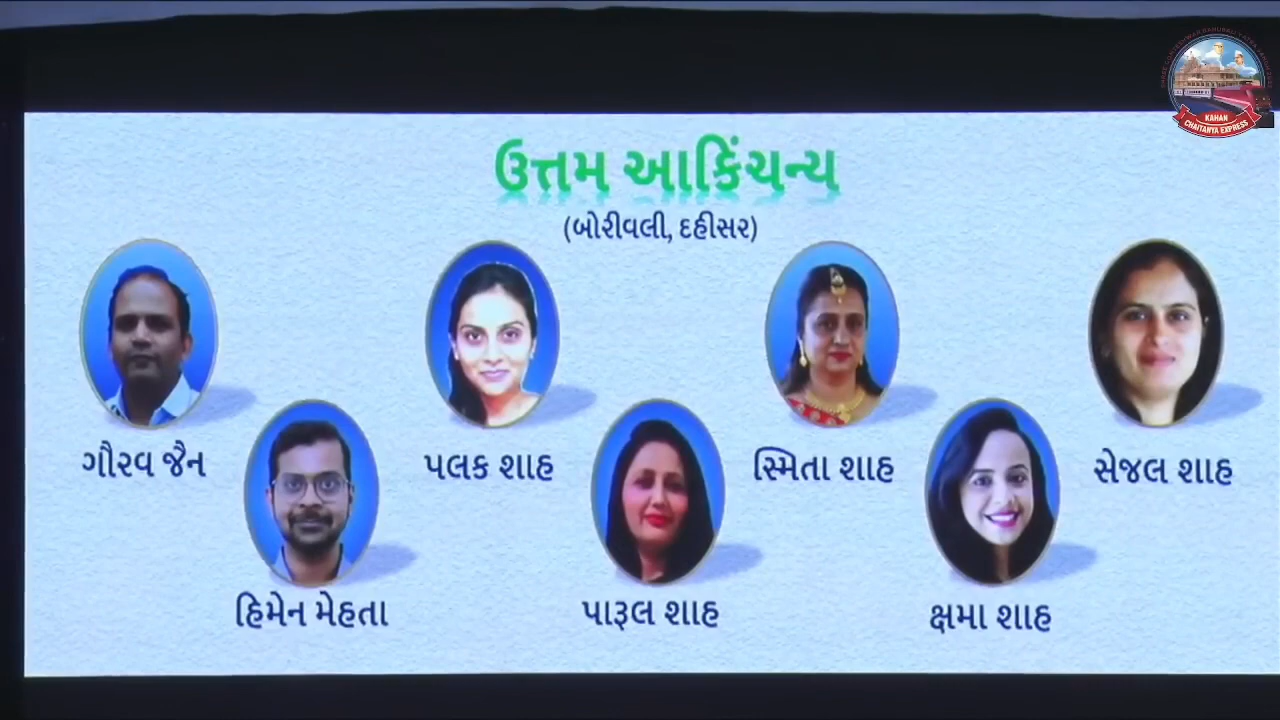 ઉત્તમ આકિંચન્ય
(બોરીવલી, દહીસર)
ગૌરવ જૈન
પલક શાહ
સ્મિતા શાહ
સેજલ શાહ
હિમેન મેહતા
પારૂલ શાહ
ક્ષમા શાહ
KAHAN
CHAITANYA EXPRESS